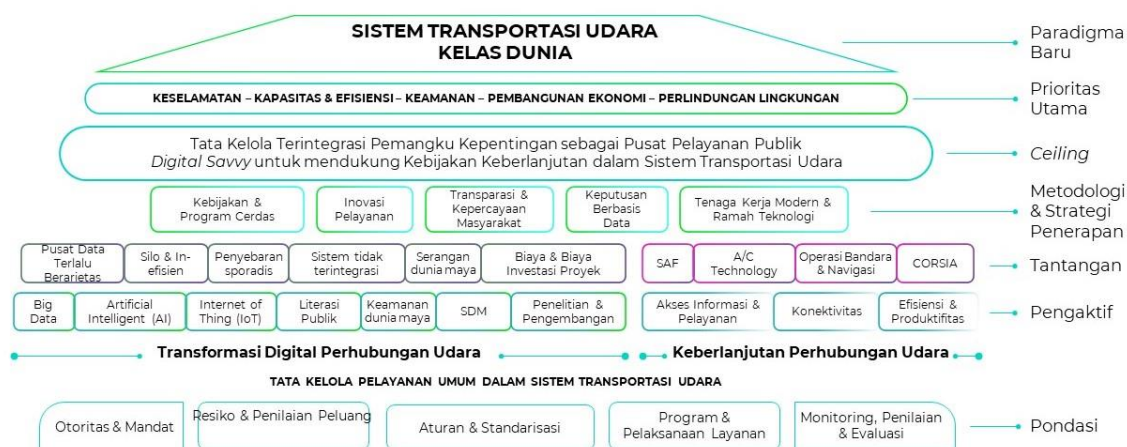 SISTEM TRANSPORTASI UDARA
KELAS DUNIA
Paradigma
Baru
KESELAMATAN – KAPASITAS & EFISIENSI – KEAMANAN – PEMBANGUNAN EKONOMI – PERLINDUNGAN LINGKUNGAN
Prioritas
Utama
Tata Kelola Terintegrasi Pemangku Kepentingan sebagai Pusat Pelayanan Publik
Digital Savvy untuk mendukung Kebijakan Keberlanjutan dalam Sistem Transportasi Udara
Ceiling
Kebijakan &
Program Cerdas
Inovasi
Pelayanan
Transparasi &
Kepercayaan
Masyarakat
Keputusan
Berbasis
Data
Tenaga Kerja Modern &
Ramah Teknologi
Metodologi
& Strategi
Penerapan
Pusat Data
Terlalu
Berarietas
Silo & In-
efisien
Penyebaran
sporadis
Sistem tidak
terintegrasi
Serangan
dunia maya
Biaya & Biaya
Investasi Proyek
SAF
A/C
Technology
Operasi Bandara
& Navigasi
CORSIA
Tantangan
Big
Data
Artificial
Intelligent (AI)
Internet of
Thing (IoT)
Literasi
Publik
Keamanan
dunia maya
SDM
Penelitian &
Pengembangan
Akses Informasi &
Pelayanan
Konektivitas
Efisiensi &
Produktifitas
Pengaktif
Transformasi Digital Perhubungan Udara
Keberlanjutan Perhubungan Udara
TATA KELOLA PELAYANAN UMUM DALAM SISTEM TRANSPORTASI UDARA
Otoritas & Mandat
Resiko & Penilaian Peluang
Aturan & Standarisasi
Program &
Pelaksanaan Layanan
Monitoring, Penilaian
& Evaluasi
Pondasi